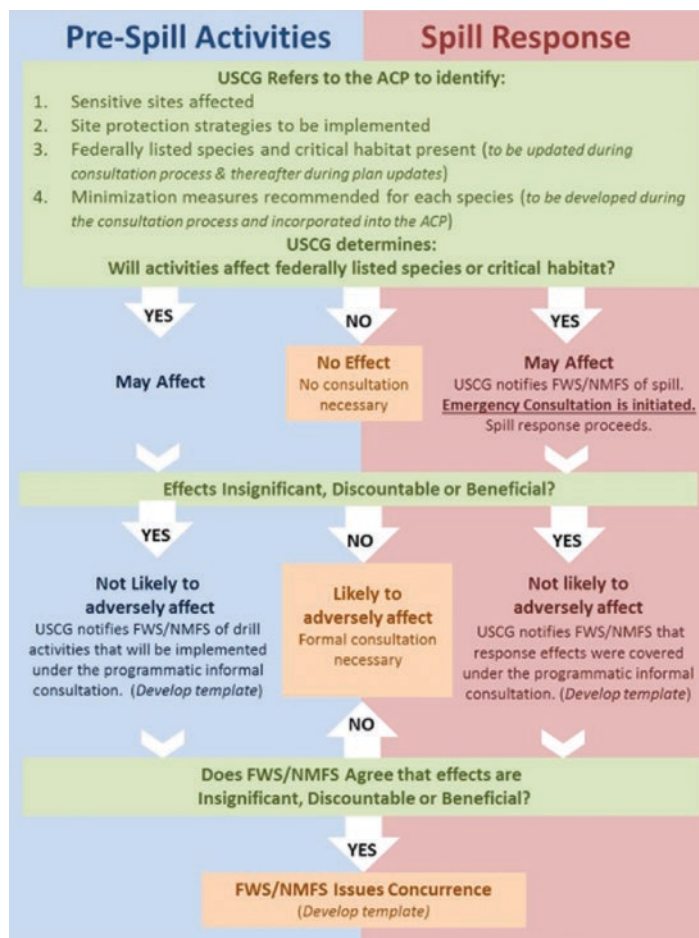 Pre-Spill Activities
Spill Response
USCG Refers to the ACP to identify:
1. Sensitive sites affected
2. Site protection strategies to be implemented
3. Federally listed species and critical habitat present (to be updated during
consultation process & thereafter during plan updates)
4. Minimization measures recommended for each species (to be developed during
the consultation process and incorporated into the ACP)
USCG determines:
Will activities affect federally listed species or critical habitat?
YES
NO
YES
May Affect
No Effect
No consultation
necessary
May Affect
USCG notifies FWS/NMFS of spill.
Emergency Consultation is initiated.
Spill response proceeds.
Effects Insignificant, Discountable or Beneficial?
YES
NO
YES
Not Likely to
adversely affect
USCG notifies FWS/NMFS of drill
activities that will be implemented
under the programmatic informal
consultation. (Develop template)
Likely to
adversely affect
Formal consultation
necessary
Not likely to
adversely affect
USCG notifies FWS/NMFS that
response effects were covered
under the programmatic informal
consultation. (Develop template)
NO
Does FWS/NMFS Agree that effects are
Insignificant, Discountable or Beneficial?
YES
FWS/NMFS Issues Concurrence
(Develop template)